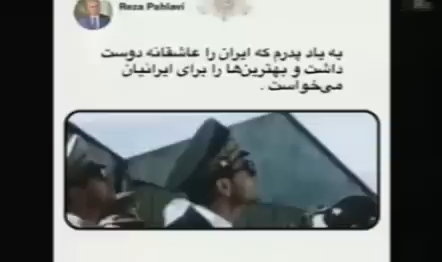 Reza Pahlavi
به یاد پدرم که ایران را عاشقانه دوست
داشت و بهترین‌ها را برای ایرانیان
می‌خواست .